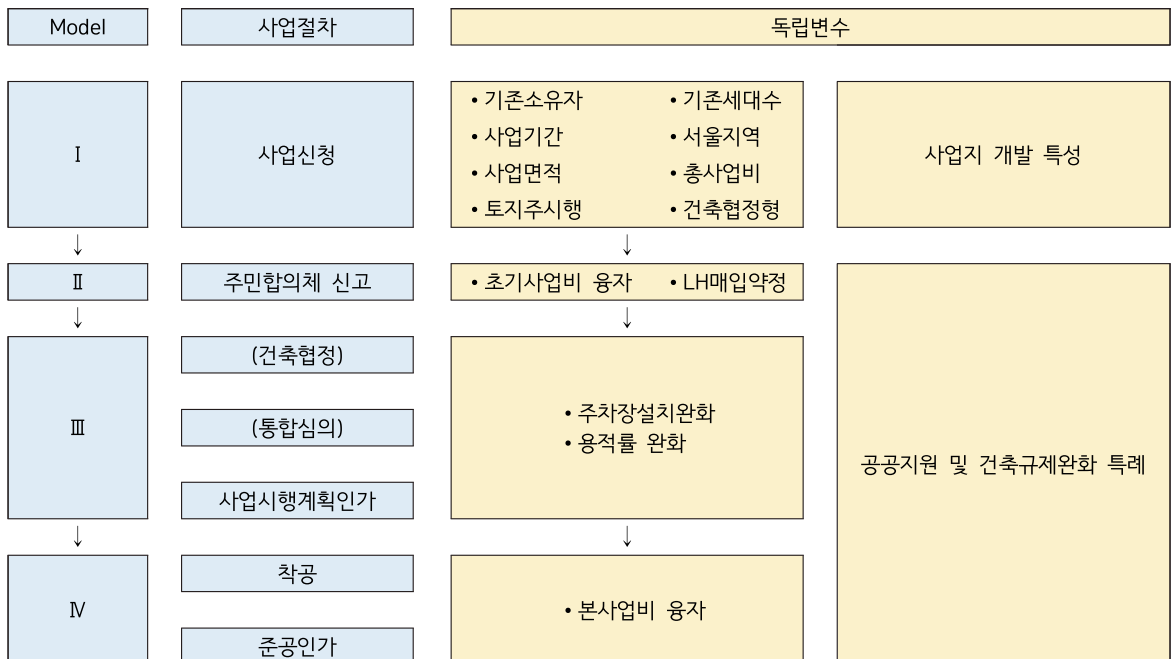 Model 사업절차 독립변수
Ⅰ 사업신청
• 기존소유자 • 기존세대수
• 사업기간 • 서울지역
• 사업면적 • 총사업비
• 토지주시행 • 건축협정형
사업지 개발 특성
↓ ↓
Ⅱ 주민합의체 신고 • 초기사업비 융자 • LH매입약정
↓ ↓
Ⅲ
(건축협정)
(통합심의)
사업시행계획인가
• 주차장설치완화
• 용적률 완화
공공지원 및 건축규제완화 특례
↓ ↓
Ⅳ
착공
준공인가
• 본사업비 융자